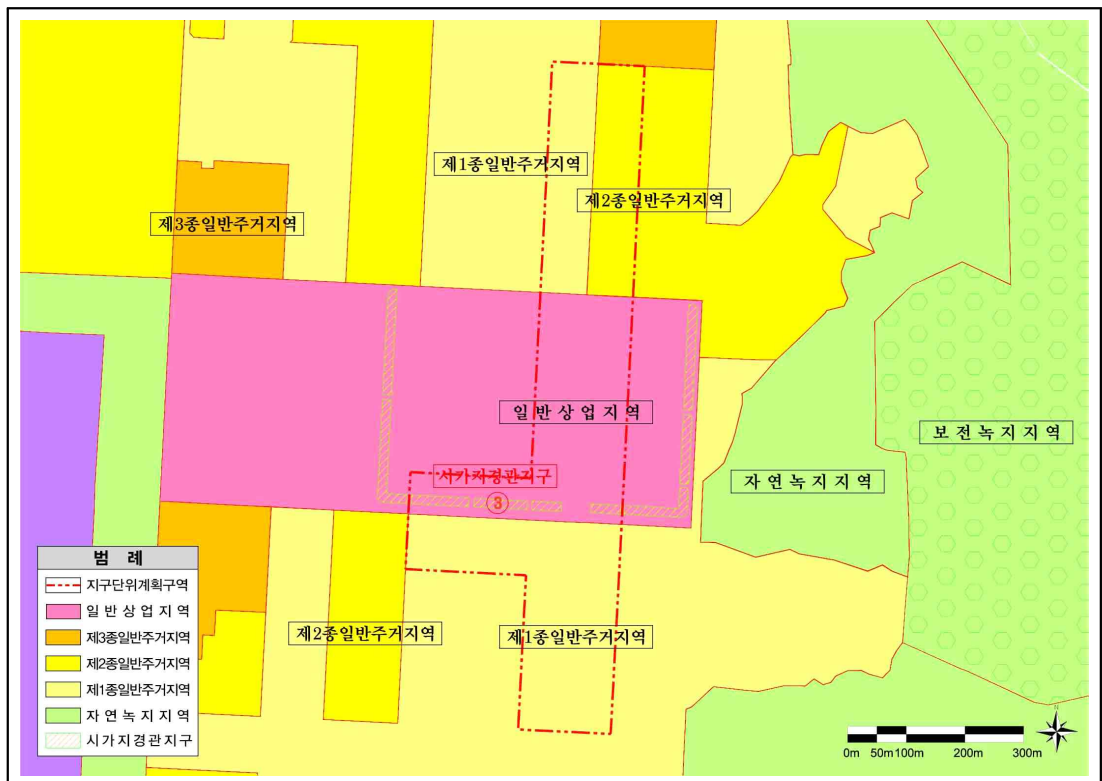 제1종일반주거지역
제2종일반주거지역
제3종일반주거지역
일반상업지역
보전녹지지역
시가지경관지구
③
자연녹지지역
범 례
지구단위계획구역
일반상업지역
제3종일반주거지역
제2종일반주거지역
제1종일반주거지역
자연녹지지역
시가지경관지구
제2종일반주거지역
제1종일반주거지역
N
0m 50m 100m 200m 300m